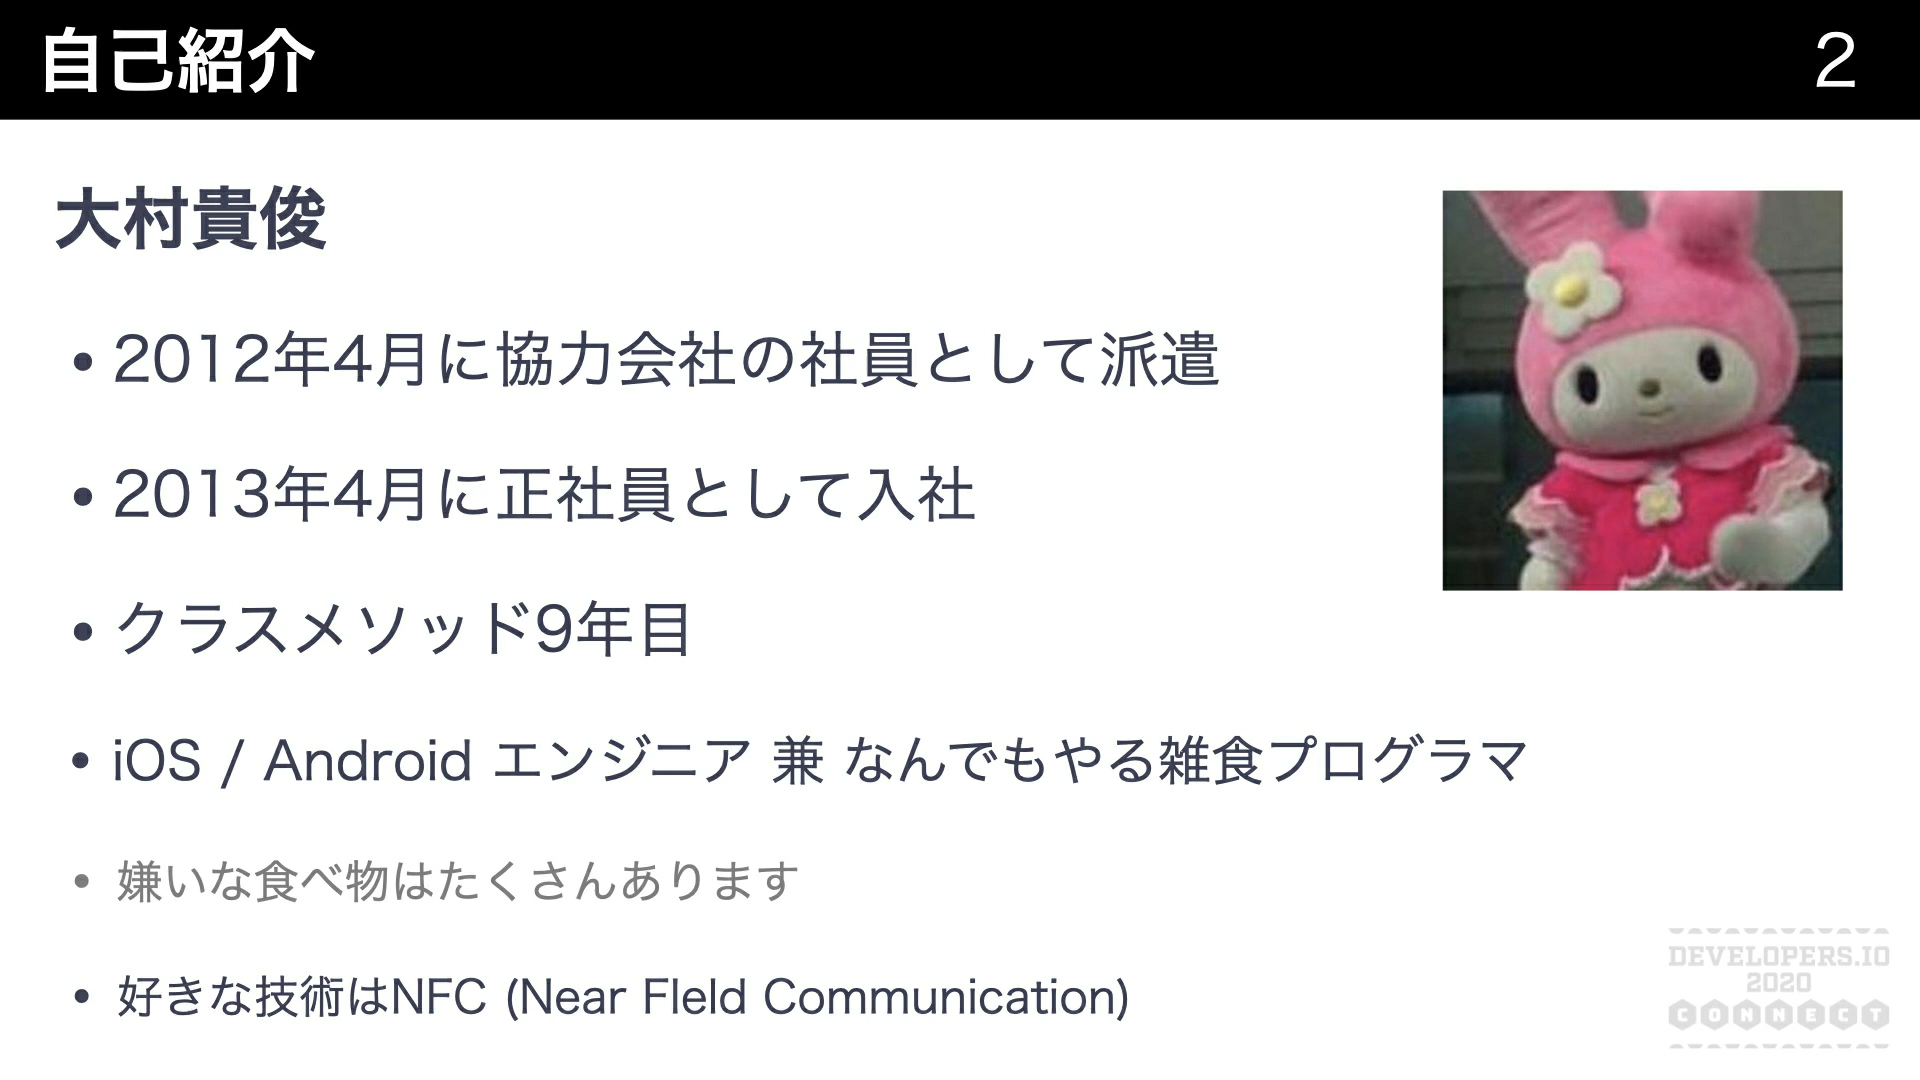 自己紹介
2
大村貴俊
• 2012年4月に協力会社の社員として派遣
• 2013年4月に正社員として入社
• クラスメソッド9年目
• iOS / Android エンジニア 兼 なんでもやる雑食プログラマ
• 嫌いな食べ物はたくさんあります
• 好きな技術はNFC (Near FIeld Communication)
DEVELOPERS.IO
2020
CONNECT